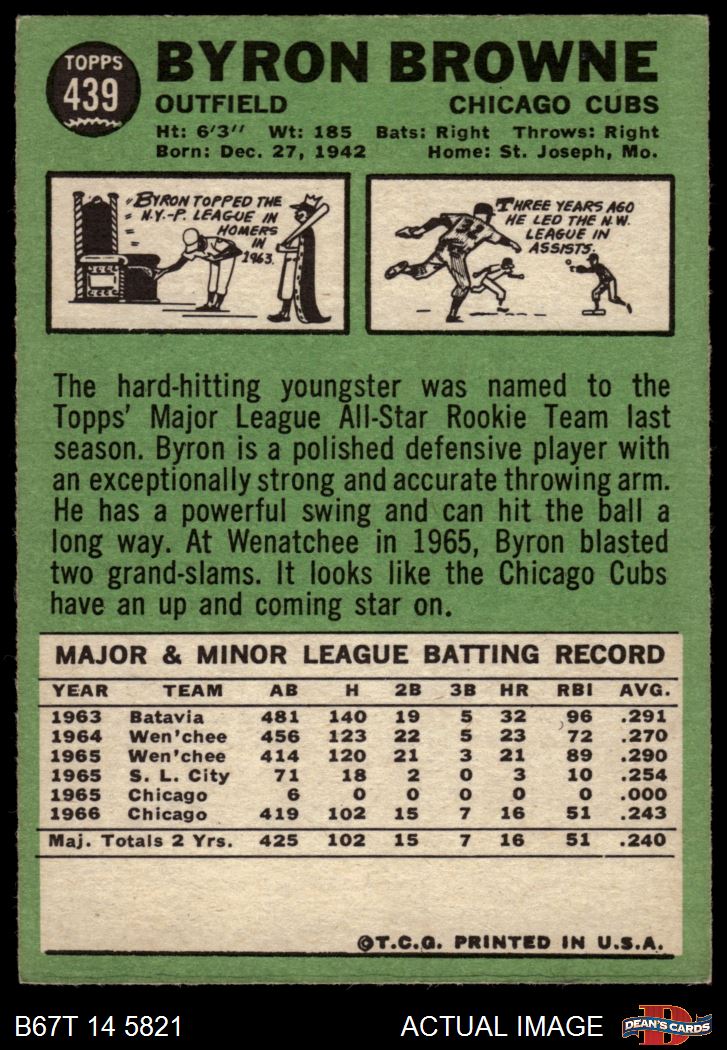 TOPPS
439
BYRON BROWNE
OUTFIELD CHICAGO CUBS
Ht: 6'3" Wt: 185 Bats: Right Throws: Right
Born: Dec. 27, 1942 Home: St. Joseph, Mo.
BYRON TOPPED THE
N.Y.-P. LEAGUE IN
HOMERS
IN
1963.
THREE YEARS AGO
HE LED THE N.W.
LEAGUE IN
ASSISTS.
The hard-hitting youngster was named to the
Topps' Major League All-Star Rookie Team last
season. Byron is a polished defensive player with
an exceptionally strong and accurate throwing arm.
He has a powerful swing and can hit the ball a
long way. At Wenatchee in 1965, Byron blasted
two grand-slams. It looks like the Chicago Cubs
have an up and coming star on.
MAJOR & MINOR LEAGUE BATTING RECORD
YEAR TEAM AB H 2B 3B HR RBI AVG.
1963 Batavia 481 140 19 5 32 96 .291
1964 Wen'chee 456 123 22 5 23 72 .270
1965 Wen'chee 414 120 21 3 21 89 .290
1965 S. L. City 71 18 2 0 3 10 .254
1965 Chicago 6 0 0 0 0 0 .000
1966 Chicago 419 102 15 7 16 51 .243
Maj. Totals 2 Yrs. 425 102 15 7 16 51 .240
©T.C.G. PRINTED IN U.S.A.
B67T 14 5821 ACTUAL IMAGE
D
DEAN'S CARDS